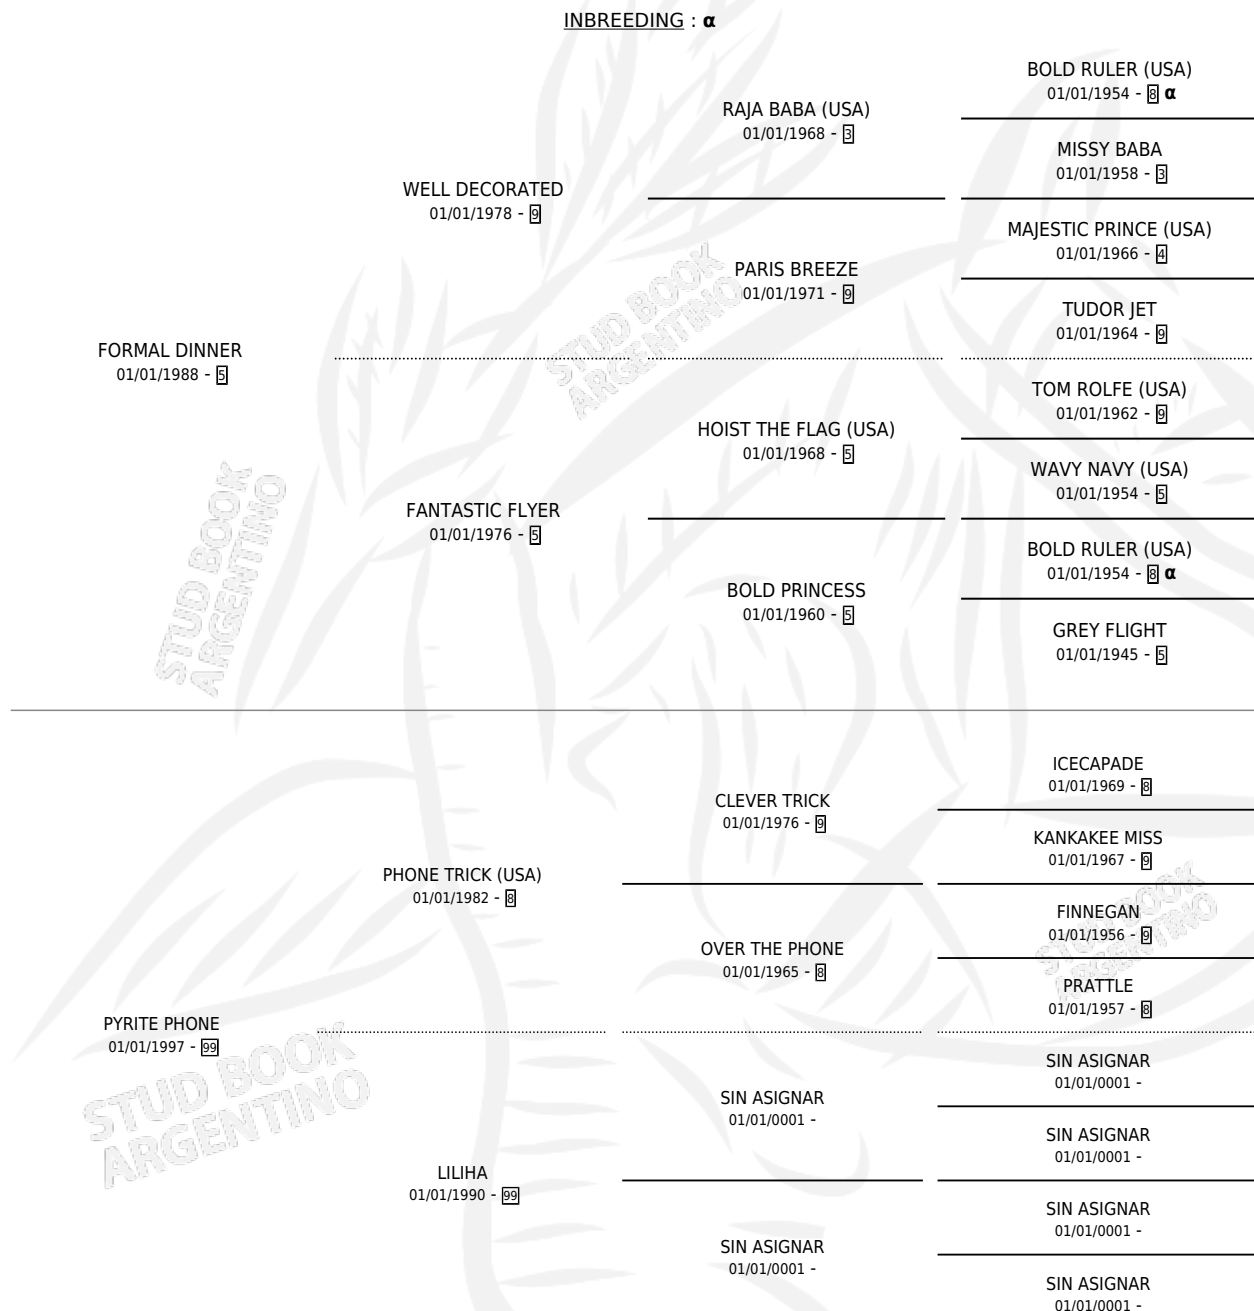 INBREEDING : α
BOLD RULER (USA)
01/01/1954 - 8 α
RAJA BABA (USA)
01/01/1968 - 3
MISSY BABA
01/01/1958 - 3
WELL DECORATED
01/01/1978 - 9
MAJESTIC PRINCE (USA)
01/01/1966 - 4
PARIS BREEZE
01/01/1971 - 9
TUDOR JET
01/01/1964 - 9
FORMAL DINNER
01/01/1988 - 5
TOM ROLFE (USA)
01/01/1962 - 9
HOIST THE FLAG (USA)
01/01/1968 - 5
WAVY NAVY (USA)
01/01/1954 - 5
FANTASTIC FLYER
01/01/1976 - 5
BOLD RULER (USA)
01/01/1954 - 8 α
BOLD PRINCESS
01/01/1960 - 5
GREY FLIGHT
01/01/1945 - 5
ICECAPADE
01/01/1969 - 8
CLEVER TRICK
01/01/1976 - 9
KANKAKEE MISS
01/01/1967 - 9
PHONE TRICK (USA)
01/01/1982 - 8
FINNEGAN
01/01/1956 - 9
OVER THE PHONE
01/01/1965 - 8
PRATTLE
01/01/1957 - 8
PYRITE PHONE
01/01/1997 - 99
SIN ASIGNAR
01/01/0001 -
SIN ASIGNAR
01/01/0001 -
SIN ASIGNAR
01/01/0001 -
LILIHA
01/01/1990 - 99
SIN ASIGNAR
01/01/0001 -
SIN ASIGNAR
01/01/0001 -
SIN ASIGNAR
01/01/0001 -
STUD BOOK
ARGENTINO
STUD BOOK
ARGENTINO
STUD BOOK
ARGENTINO
STUD BOOK
ARGENTINO